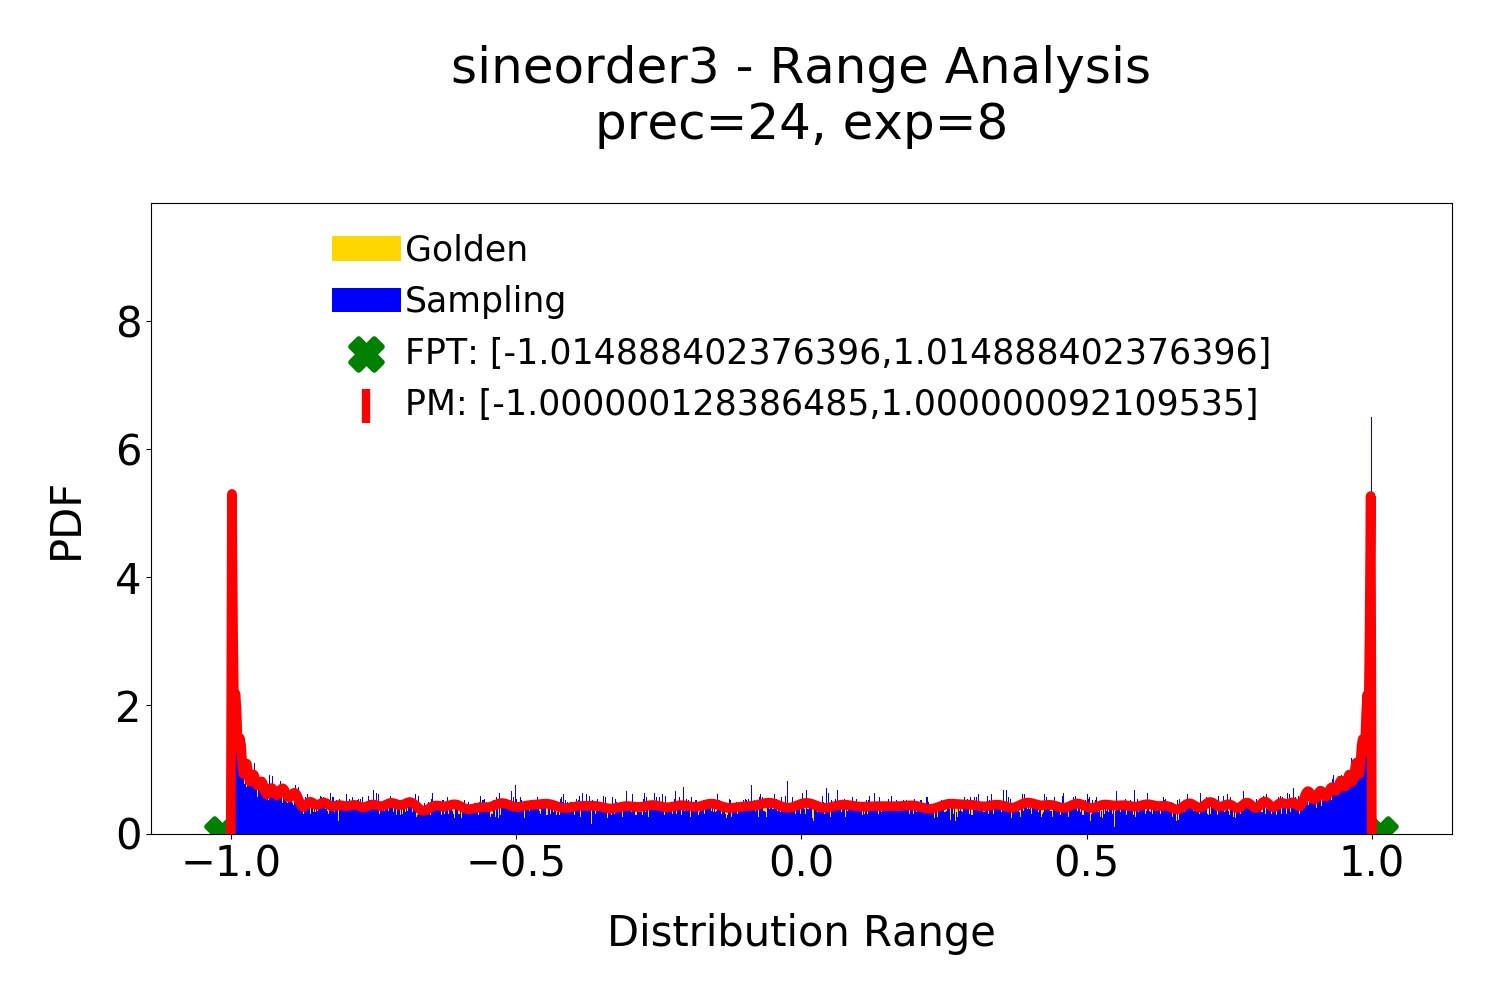 sineorder3 - Range Analysis
prec=24, exp=8
Golden
Sampling
FPT: [-1.014888402376396,1.014888402376396]
PM: [-1.000000128386485,1.000000092109535]
8
6
4
2
0
PDF
−1.0 −0.5 0.0 0.5 1.0
Distribution Range